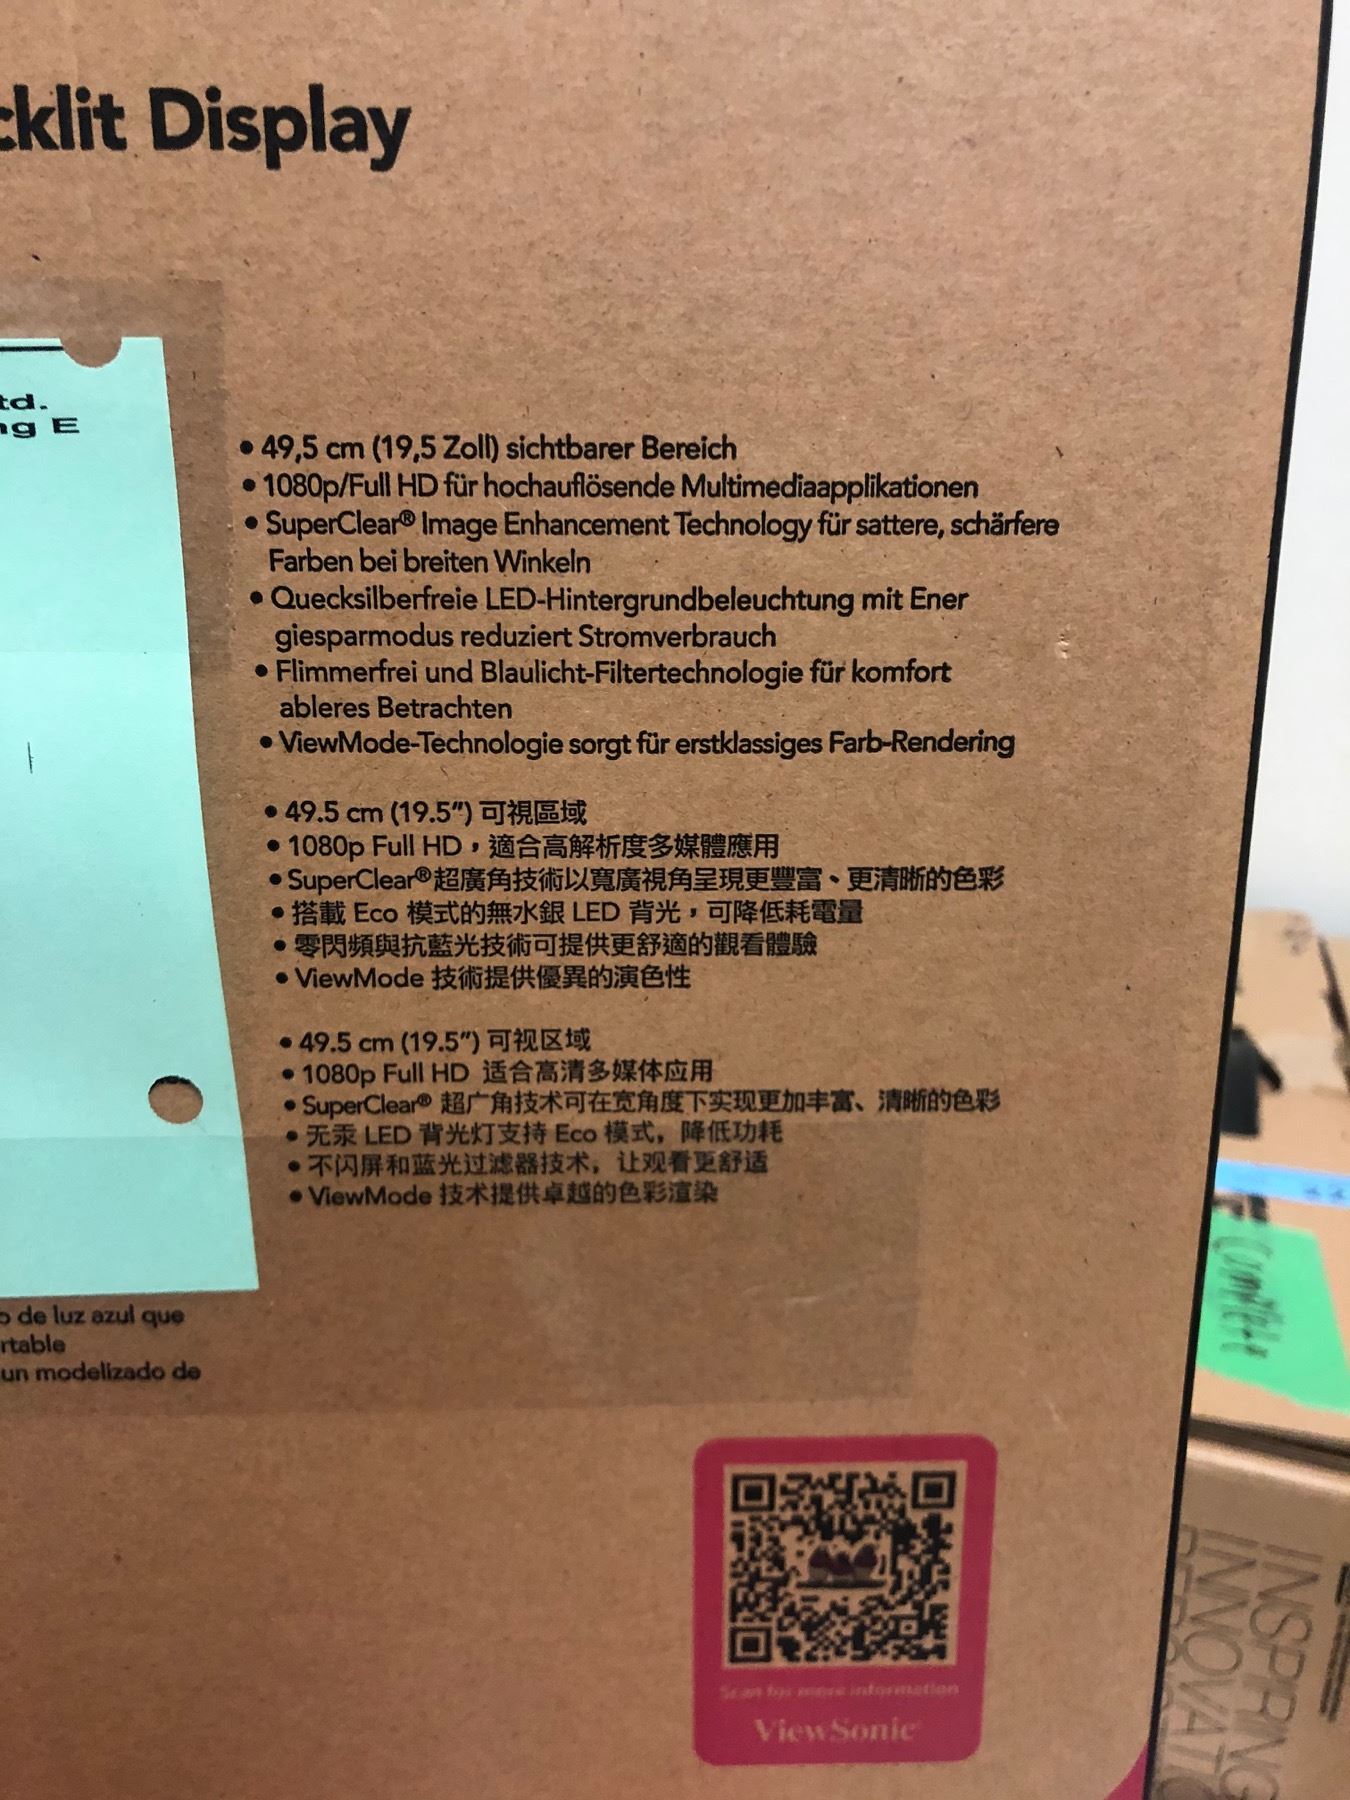 cklit Display
td.
ng E
• 49,5 cm (19,5 Zoll) sichtbarer Bereich
• 1080p/Full HD für hochauflösende Multimediaapplikationen
• SuperClear® Image Enhancement Technology für sattere, schärfere
Farben bei breiten Winkeln
• Quecksilberfreie LED-Hintergrundbeleuchtung mit Ener
giesparmodus reduziert Stromverbrauch
• Flimmerfrei und Blaulicht-Filtertechnologie für komfort
ableres Betrachten
• ViewMode-Technologie sorgt für erstklassiges Farb-Rendering
• 49.5 cm (19.5”) 可視區域
• 1080p Full HD，適合高解析度多媒體應用
• SuperClear® 超廣角技術以寬廣視角呈現更豐富、更清晰的色彩
• 搭載 Eco 模式的無水銀 LED 背光，可降低耗電量
• 零閃頻與抗藍光技術可提供更舒適的觀看體驗
• ViewMode 技術提供優異的演色性
• 49.5 cm (19.5”) 可视区域
• 1080p Full HD 适合高清多媒体应用
• SuperClear® 超广角技术可在宽角度下实现更加丰富、清晰的色彩
• 无汞 LED 背光灯支持 Eco 模式，降低功耗
• 不闪屏和蓝光过滤器技术，让观看更舒适
• ViewMode 技术提供卓越的色彩渲染
o de luz azul que
rtable
un modelizado de
Scan for more information
ViewSonic
INSPIRING
INNOVATIO